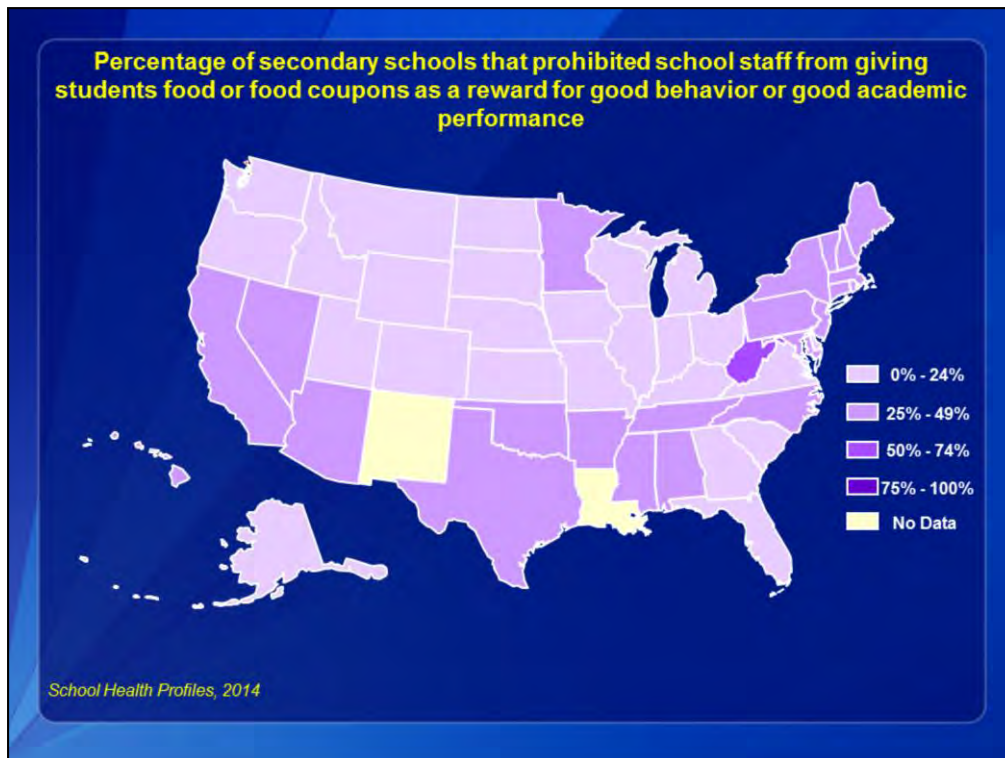 Percentage of secondary schools that prohibited school staff from giving
students food or food coupons as a reward for good behavior or good academic
performance
0% - 24%
25% - 49%
50% - 74%
75% - 100%
No Data
School Health Profiles, 2014